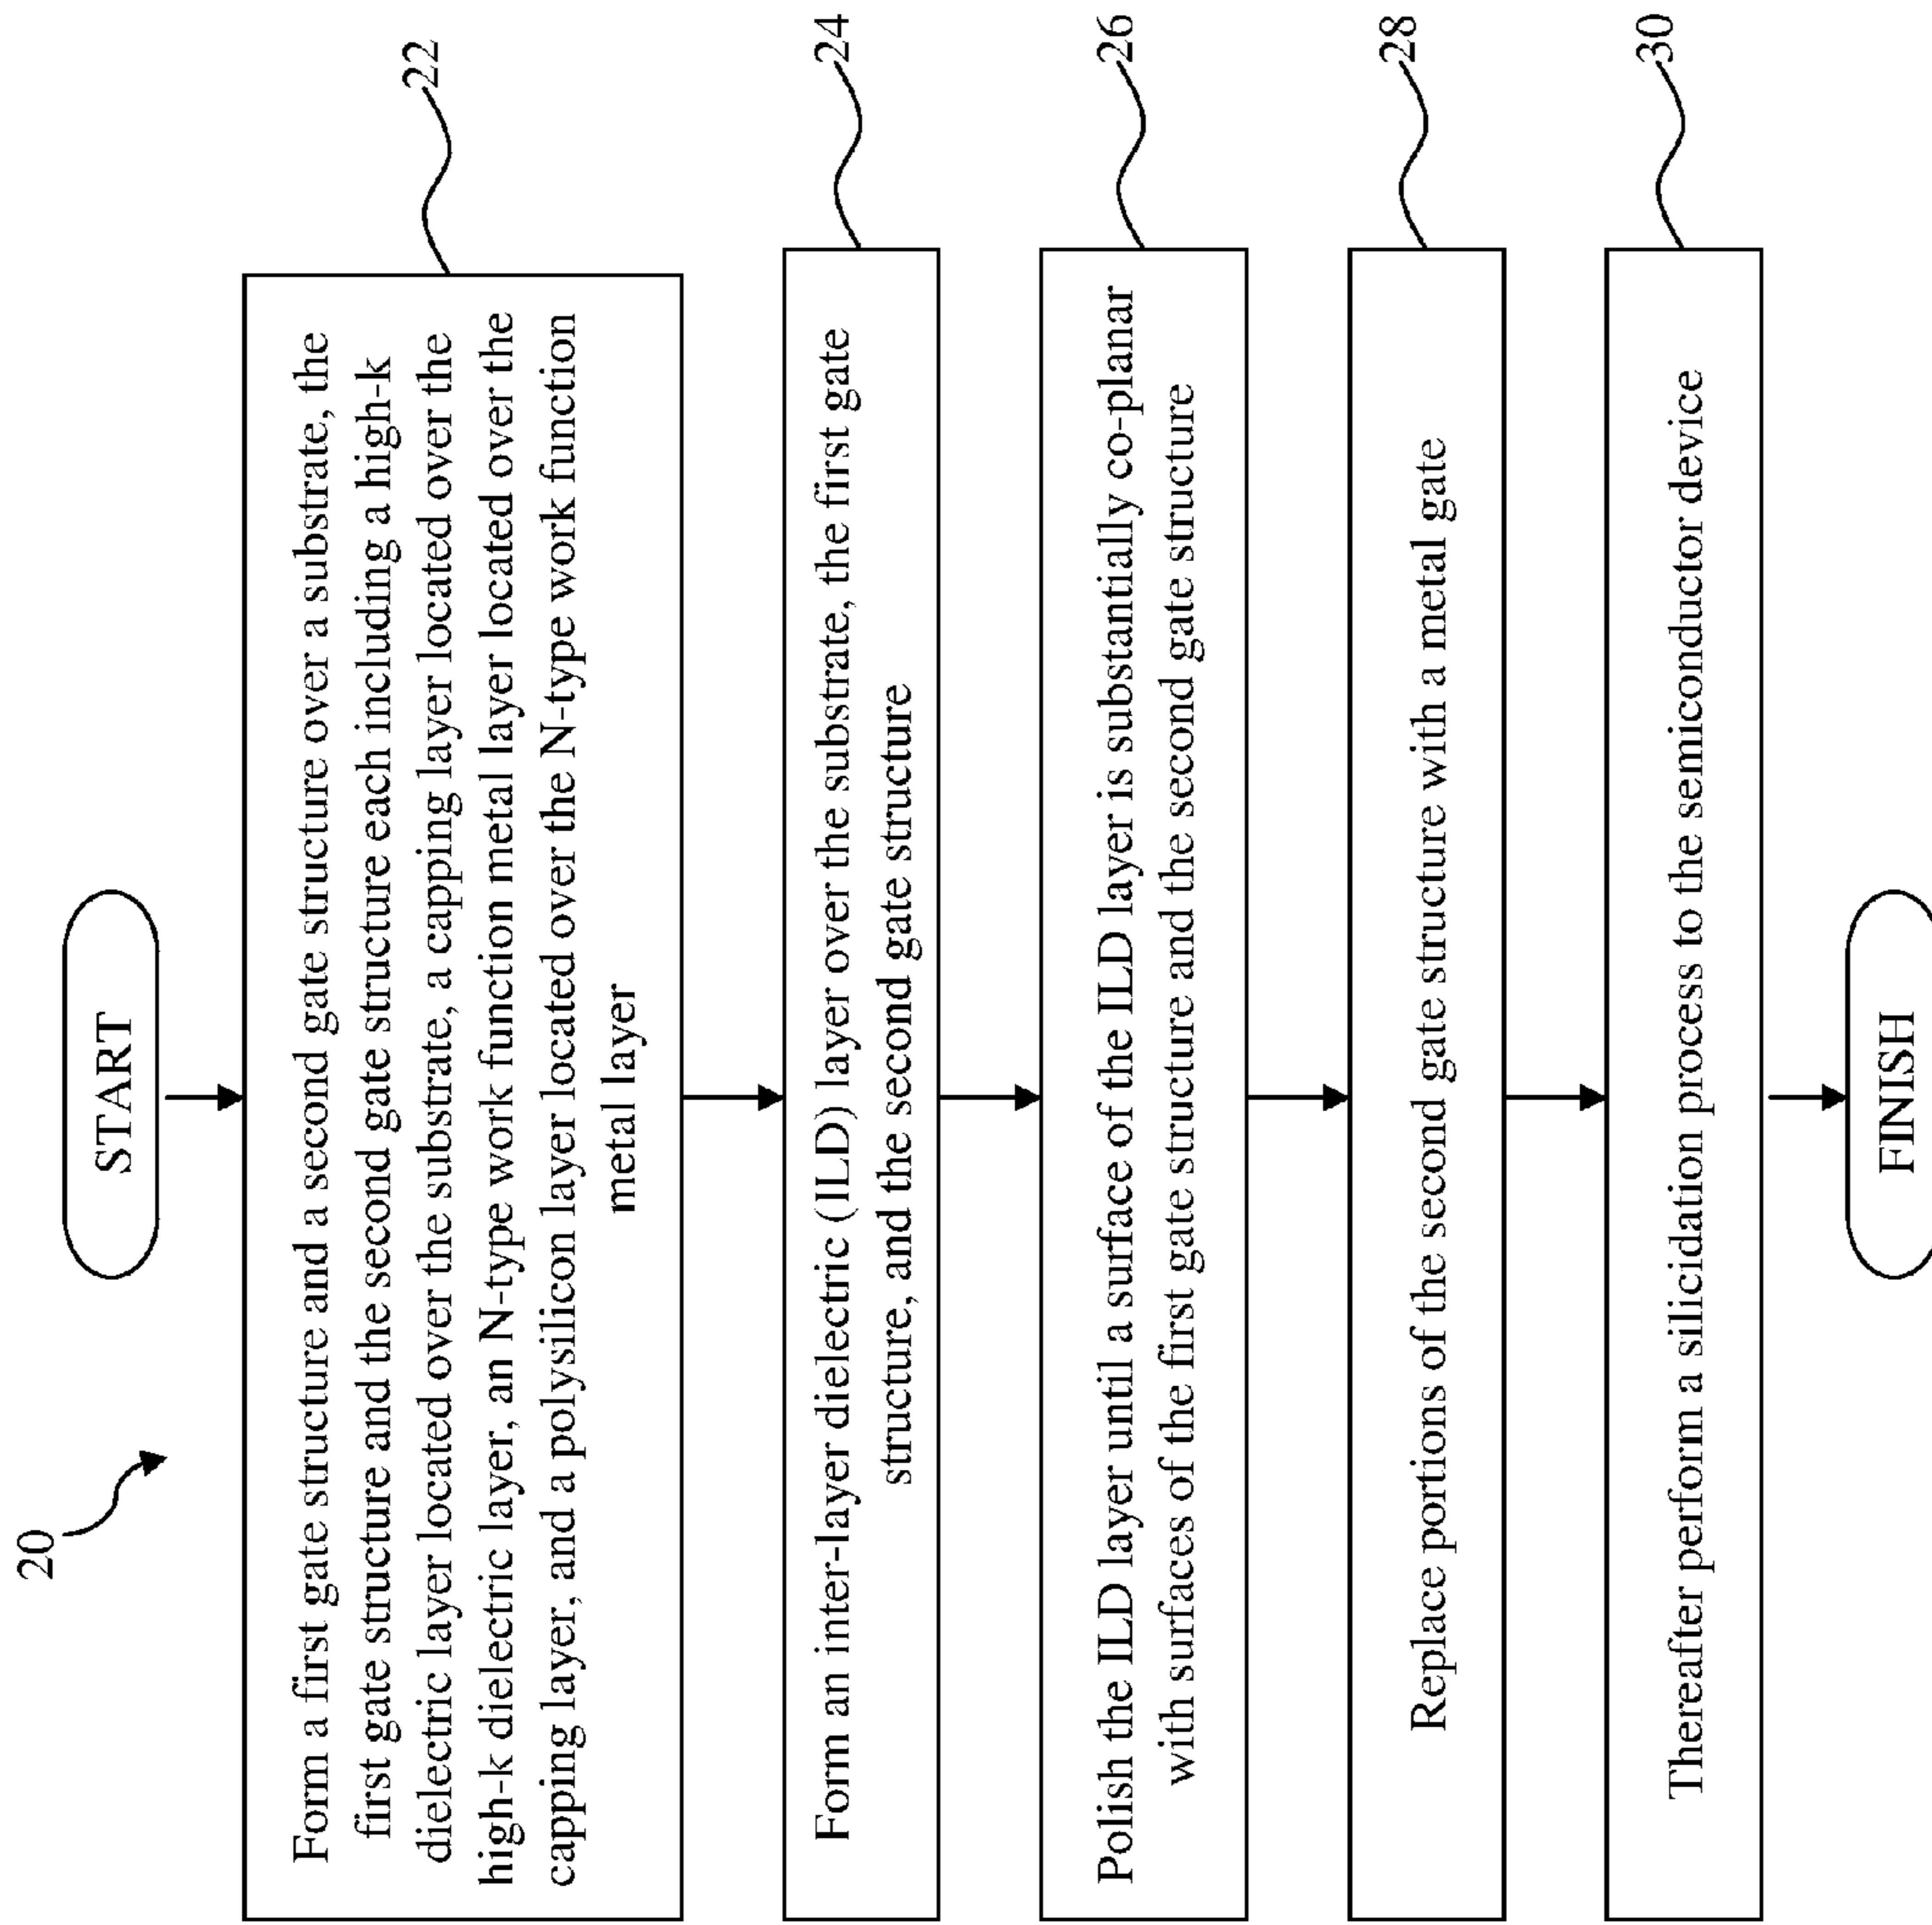 20
START
Form a first gate structure and a second gate structure over a substrate, the
first gate structure and the second gate structure each including a high-k
dielectric layer located over the substrate, a capping layer located over the
high-k dielectric layer, an N-type work function metal layer located over the
capping layer, and a polysilicon layer located over the N-type work function
metal layer
22
Form an inter-layer dielectric (ILD) layer over the substrate, the first gate
structure, and the second gate structure
24
Polish the ILD layer until a surface of the ILD layer is substantially co-planar
with surfaces of the first gate structure and the second gate structure
26
Replace portions of the second gate structure with a metal gate
28
Thereafter perform a silicidation process to the semiconductor device
30
FINISH